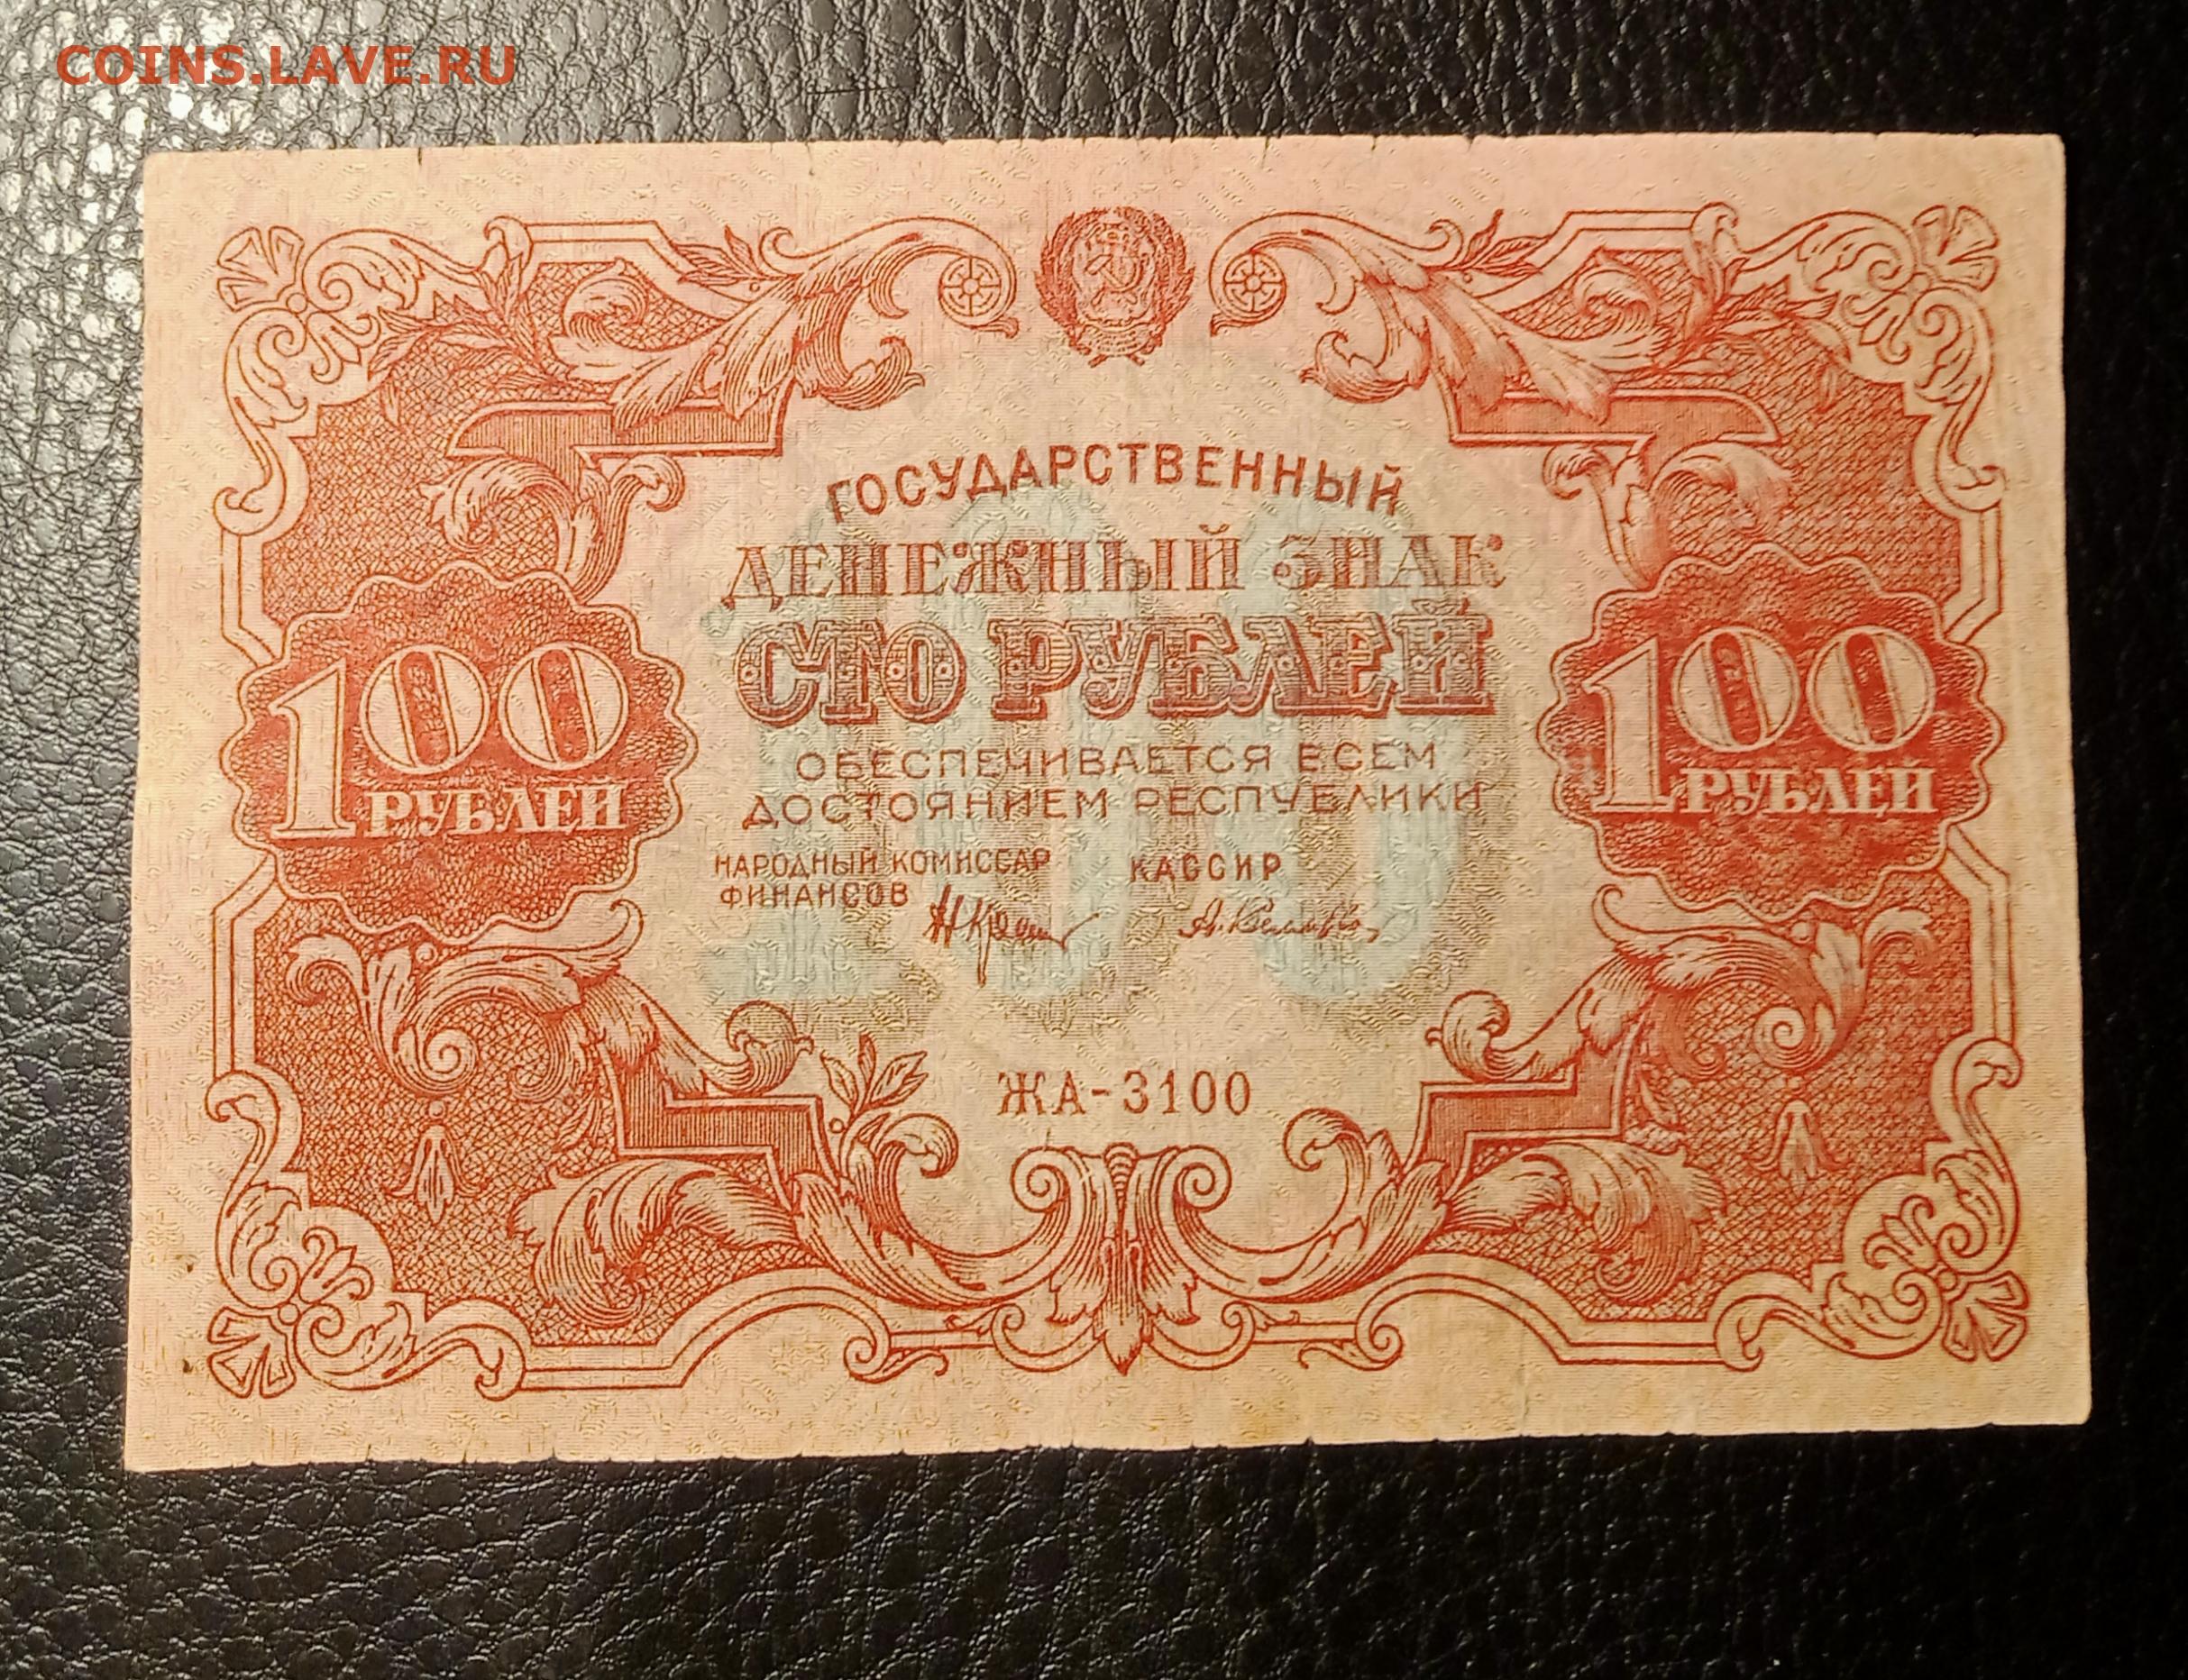 COINS.LAVE.RU
ГОСУДАРСТВЕННЫЙ
ДЕНЕЖНЫЙ ЗНАК
СТО РУБЛЕЙ
100 РУБЛЕЙ
100 РУБЛЕЙ
ОБЕСПЕЧИВАЕТСЯ ВСЕМ
ДОСТОЯНИЕМ РЕСПУБЛИКИ
НАРОДНЫЙ КОМИССАР
ФИНАНСОВ
КАССИР
ЖА-3100